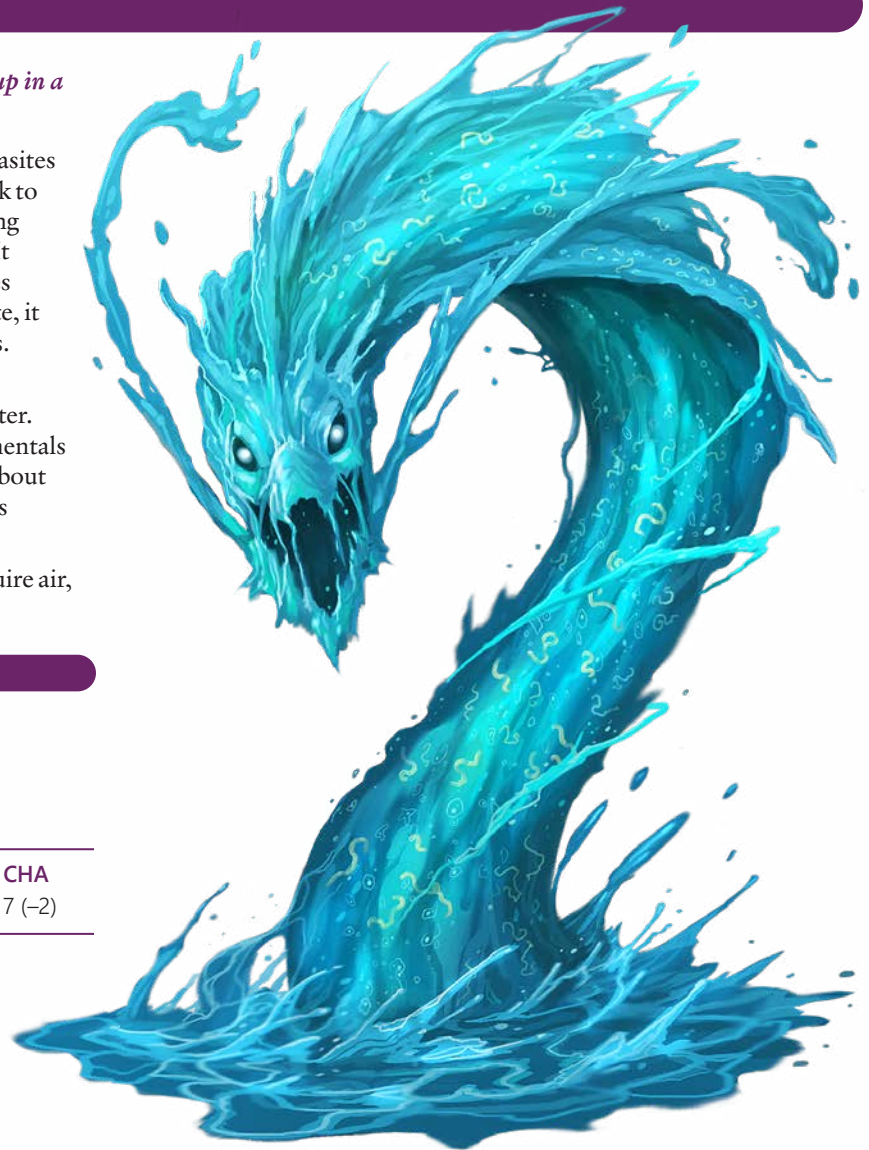 up in a
asites
k to
ng
t
s
e, it
s.
ter.
nentals
bout
s
uire air,
CHA
7 (–2)